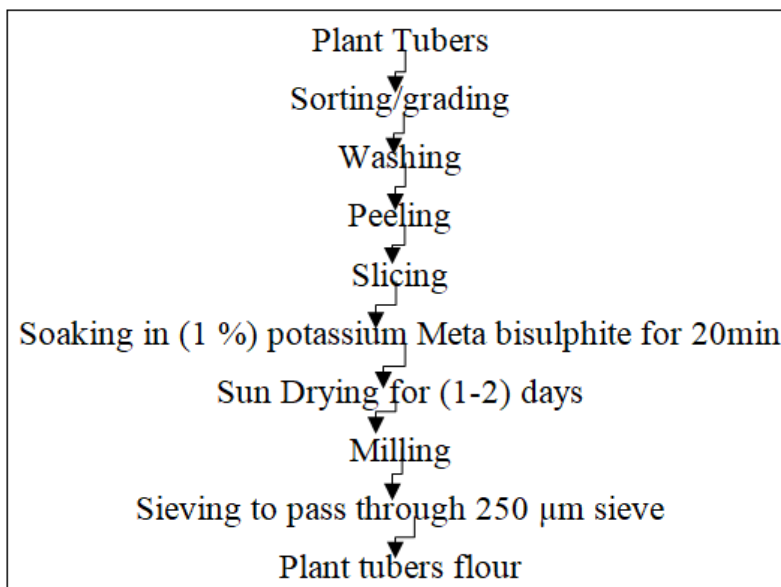 Plant Tubers
Sorting/grading
Washing
Peeling
Slicing
Soaking in (1 %) potassium Meta bisulphite for 20min
Sun Drying for (1-2) days
Milling
Sieving to pass through 250 µm sieve
Plant tubers flour